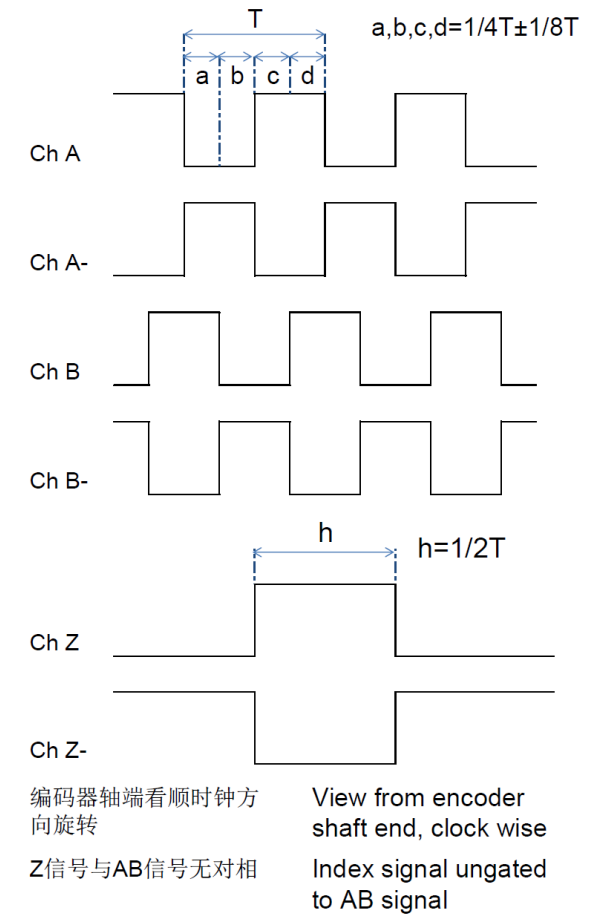 T
a,b,c,d=1/4T±1/8T
a b c d
Ch A
Ch A-
Ch B
Ch B-
h
h=1/2T
Ch Z
Ch Z-
编码器轴端看顺时钟方
向旋转
View from encoder
shaft end, clock wise
Z信号与AB信号无对相
Index signal ungated
to AB signal